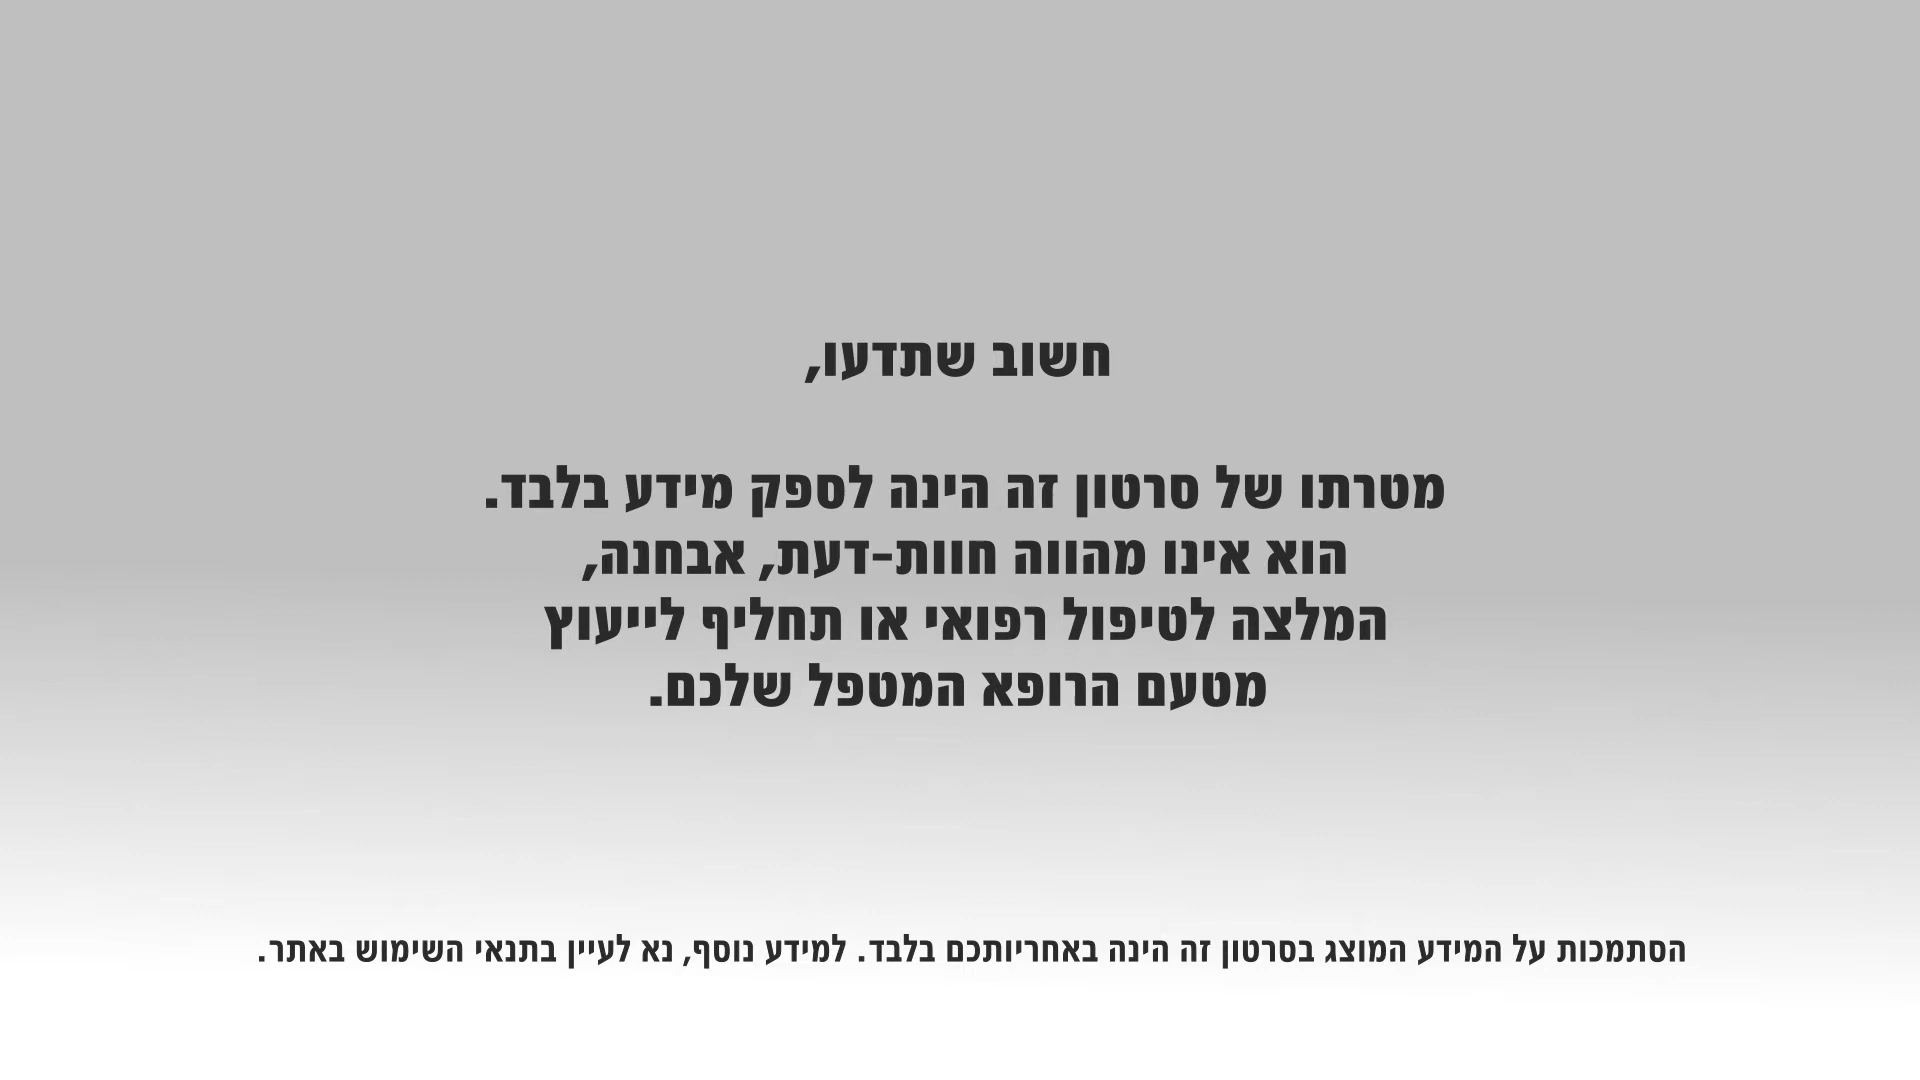 חשוב שתדעו,
מטרתו של סרטון זה הינה לספק מידע בלבד.
הוא אינו מהווה חוות-דעת, אבחנה,
המלצה לטיפול רפואי או תחליף לייעוץ
מטעם הרופא המטפל שלכם.
הסתמכות על המידע המוצג בסרטון זה הינה באחריותכם בלבד. למידע נוסף, נא לעיין בתנאי השימוש באתר.